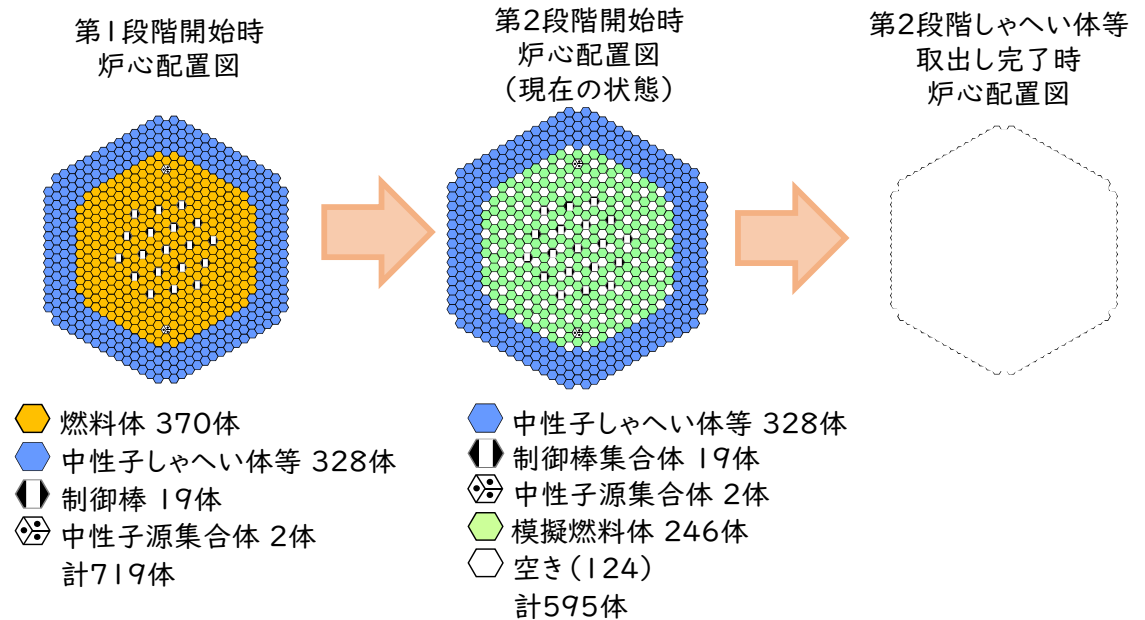 第1段階開始時
炉心配置図
燃料体 370体
中性子しゃへい体等 328体
制御棒 19体
中性子源集合体 2体
計719体
第2段階開始時
炉心配置図
（現在の状態）
中性子しゃへい体等 328体
制御棒集合体 19体
中性子源集合体 2体
模擬燃料体 246体
空き（124）
計595体
第2段階しゃへい体等
取出し完了時
炉心配置図